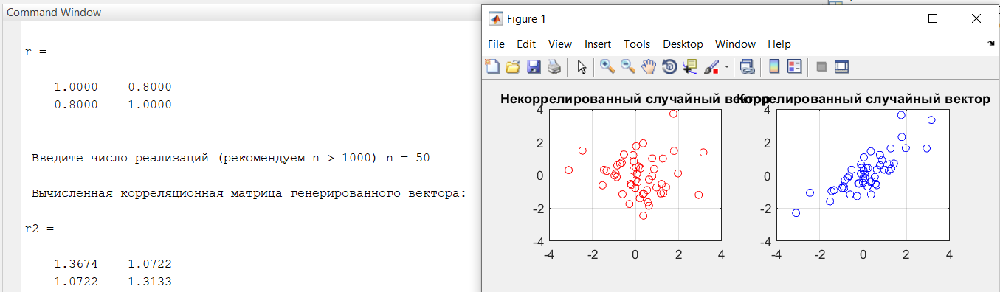 Command Window
r =
1.0000 0.8000
0.8000 1.0000
Введите число реализаций (рекомендуем n > 1000) n = 50
Вычисленная корреляционная матрица генерированного вектора:
r2 =
1.3674 1.0722
1.0722 1.3133
Figure 1
File Edit View Insert Tools Desktop Window Help
Некоррелированный случайный вектор
4
2
0
-2
-4
-4 -2 0 2 4
Коррелированный случайный вектор
4
2
0
-2
-4
-4 -2 0 2 4